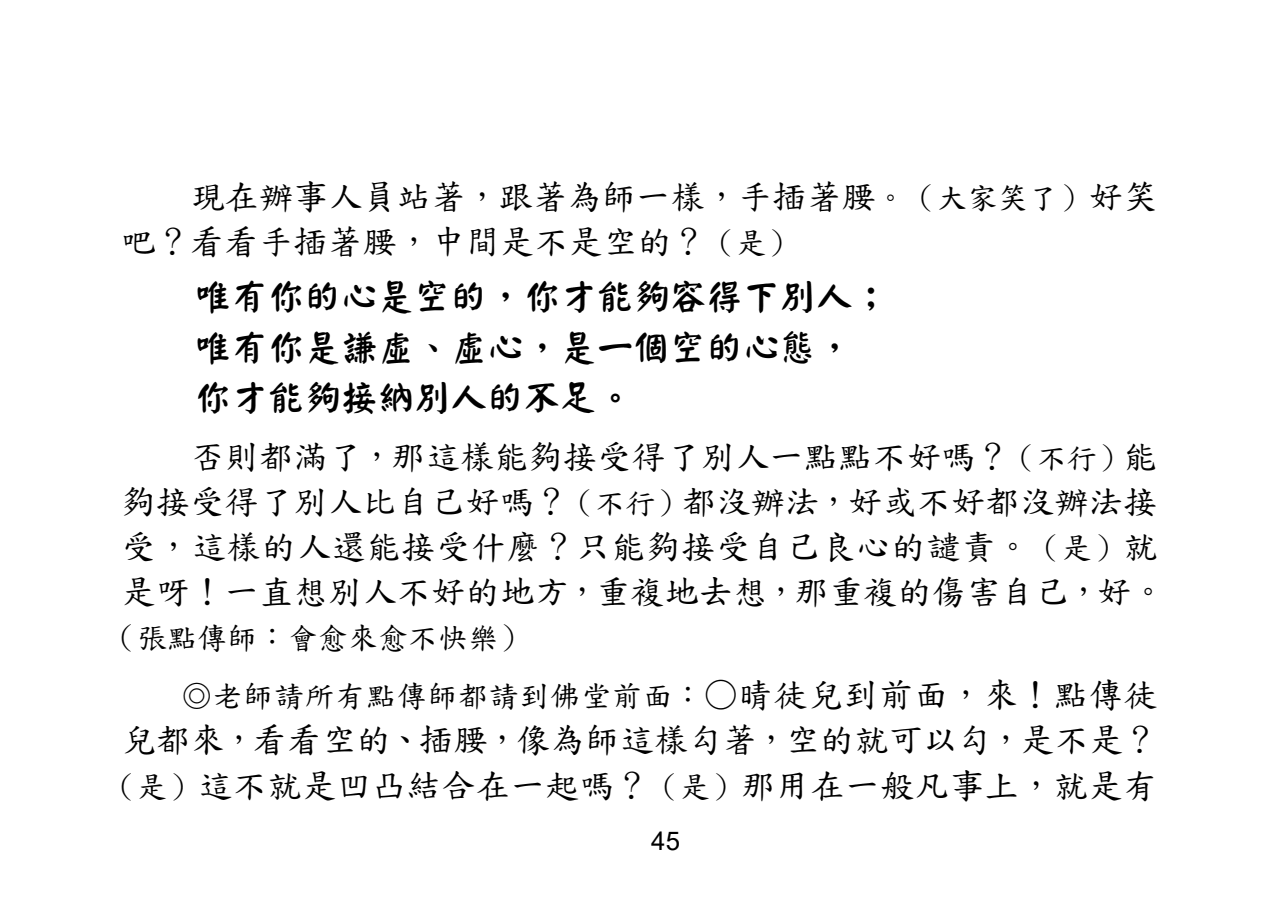 現在辦事人員站著，跟著為師一樣，手插著腰。（大家笑了）好笑
吧？看看手插著腰，中間是不是空的？（是）
唯有你的心是空的，你才能夠容得下別人；
唯有你是謙虛、虛心，是一個空的心態，
你才能夠接納別人的不足。
否則都滿了，那這樣能夠接受得了別人一點點不好嗎？（不行）能
夠接受得了別人比自己好嗎？（不行）都沒辦法，好或不好都沒辦法接
受，這樣的人還能接受什麼？只能夠接受自己良心的譴責。（是）就
是呀！一直想別人不好的地方，重複地去想，那重複的傷害自己，好。
（張點傳師：會愈來愈不快樂）
◎老師請所有點傳師都請到佛堂前面：◯晴徒兒到前面，來！點傳徒
兒都來，看看空的、插腰，像為師這樣勾著，空的就可以勾，是不是？
（是）這不就是凹凸結合在一起嗎？（是）那用在一般凡事上，就是有
45